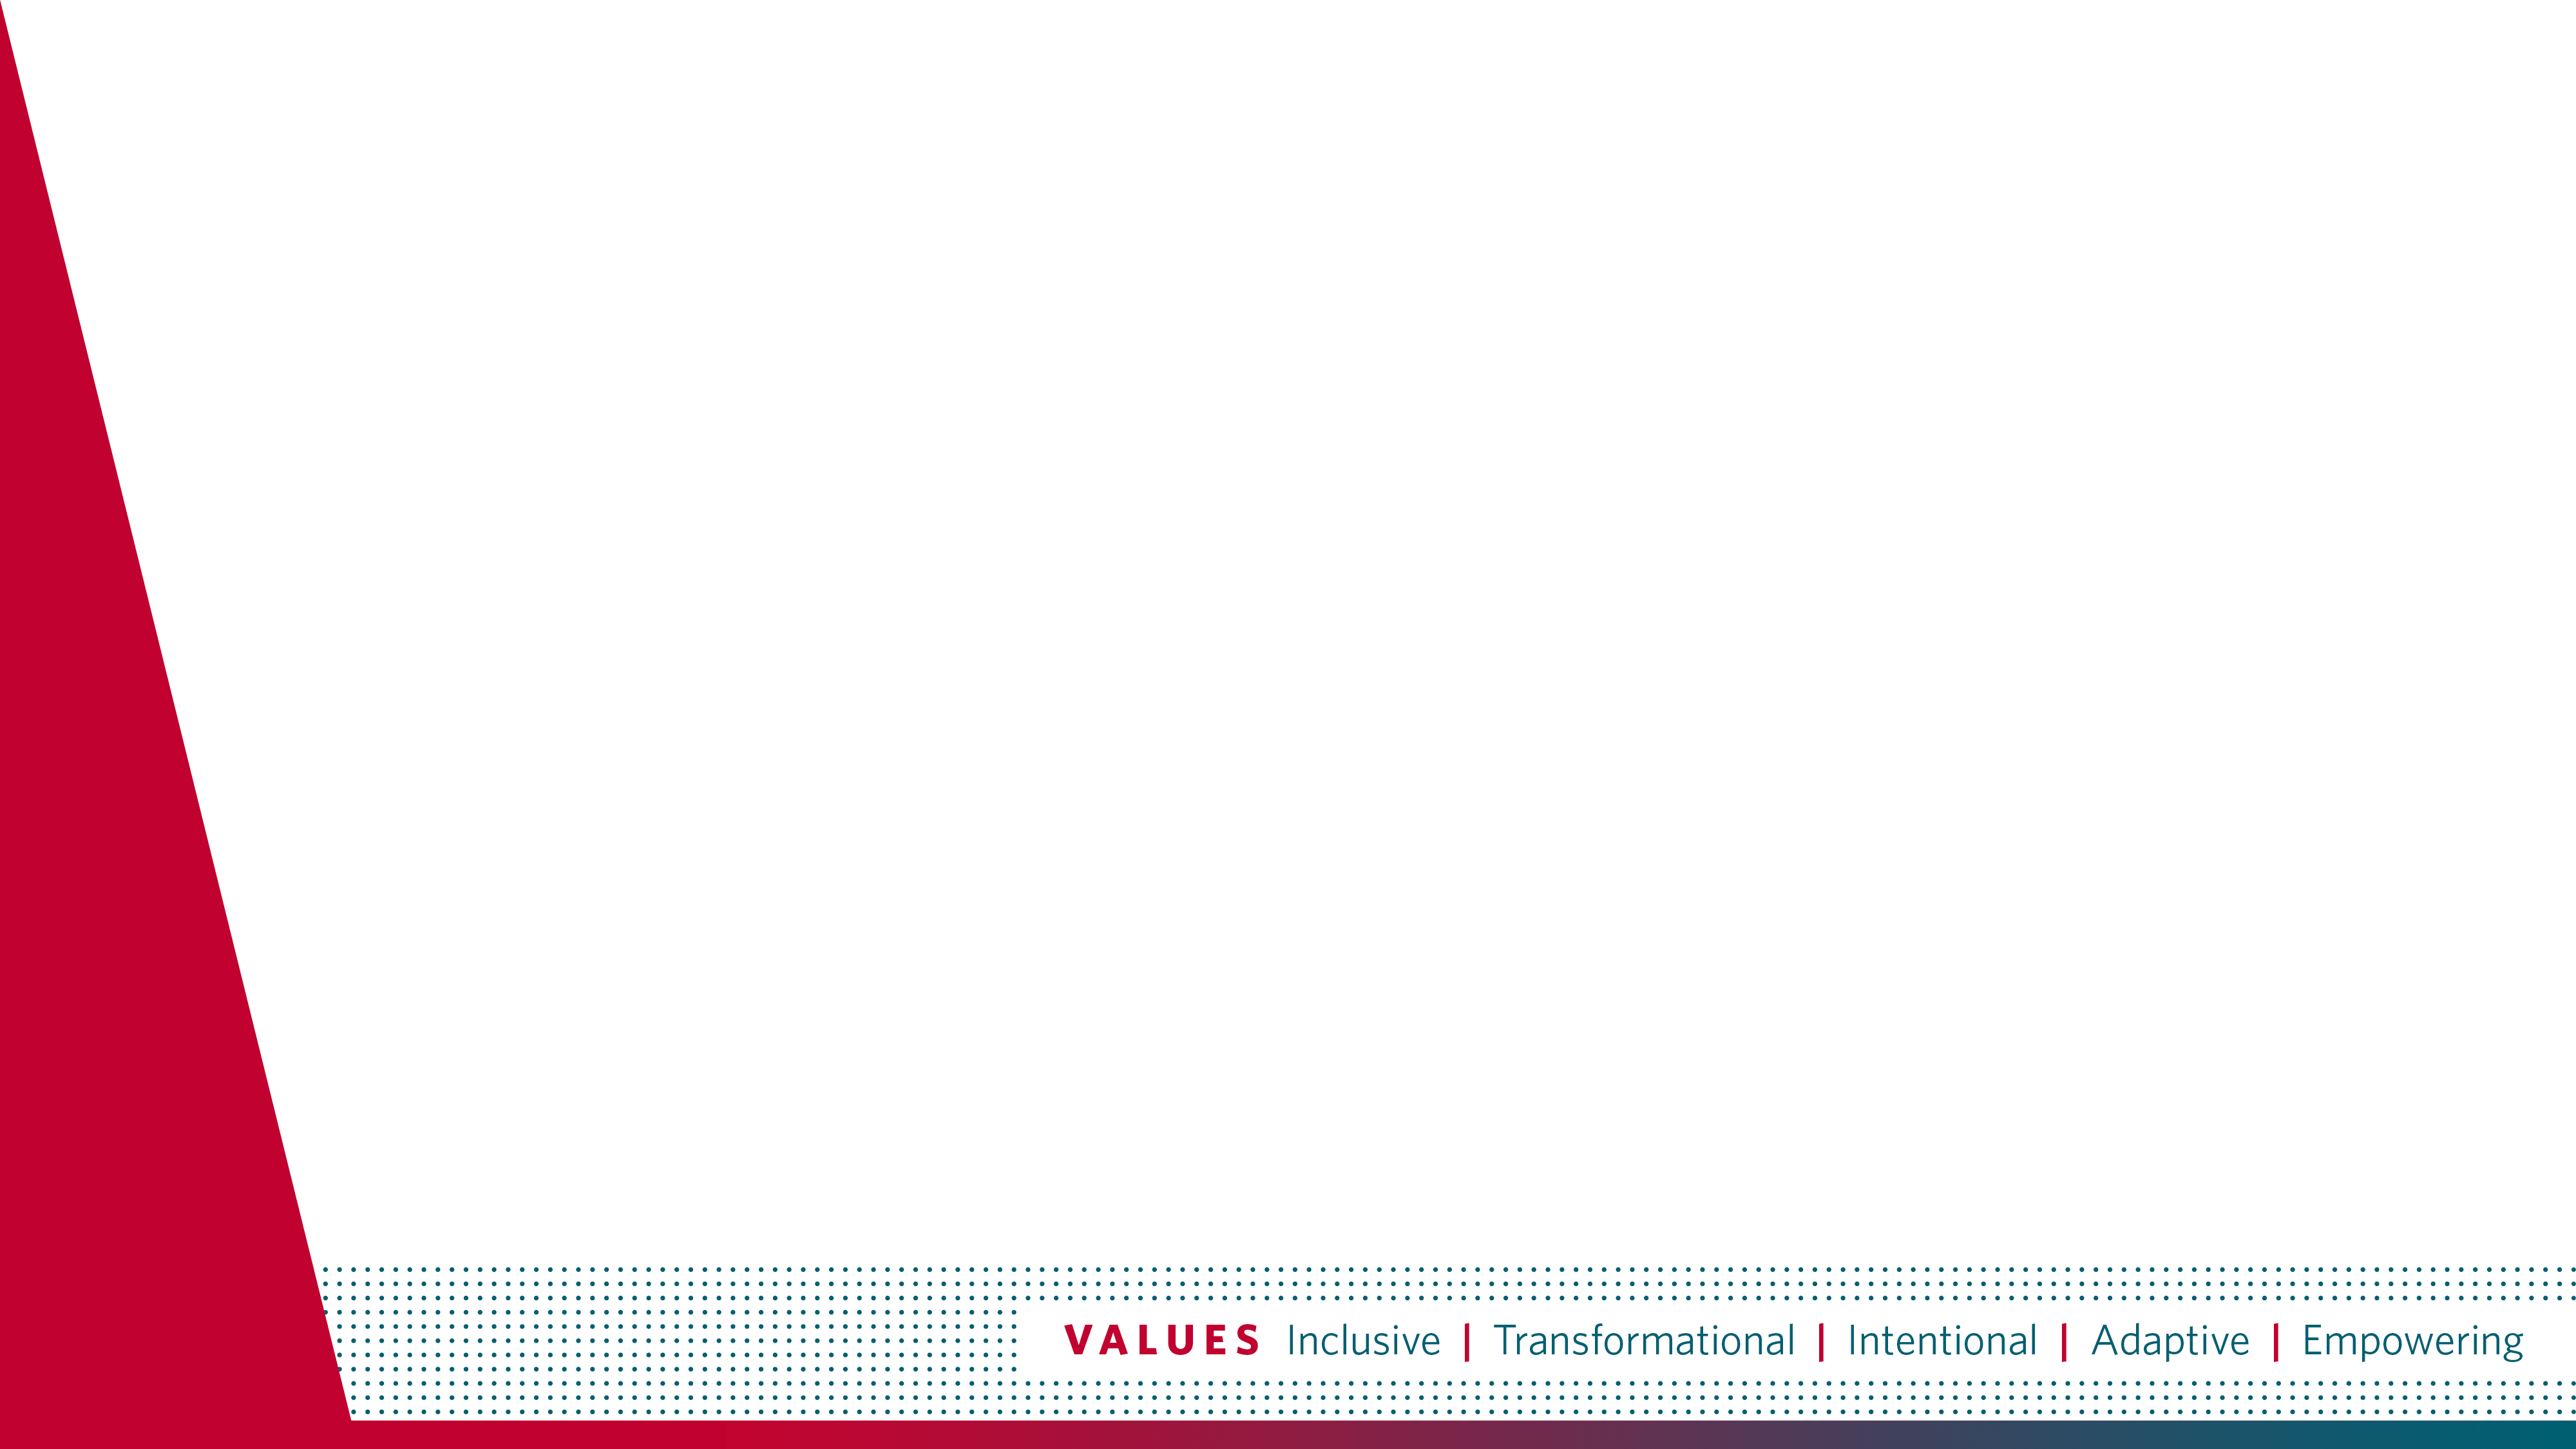 VALUES Inclusive | Transformational | Intentional | Adaptive | Empowering